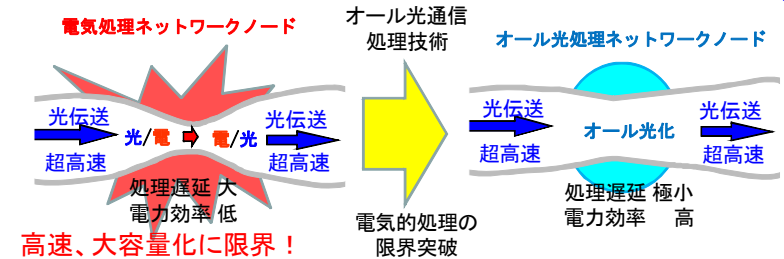 電気処理ネットワークノード
光伝送
超高速
光/電
電/光
光伝送
超高速
処理遅延 大
電力効率 低
高速、大容量化に限界！
オール光通信
処理技術
電気的処理の
限界突破
オール光処理ネットワークノード
光伝送
超高速
オール光化
光伝送
超高速
処理遅延 極小
電力効率　高